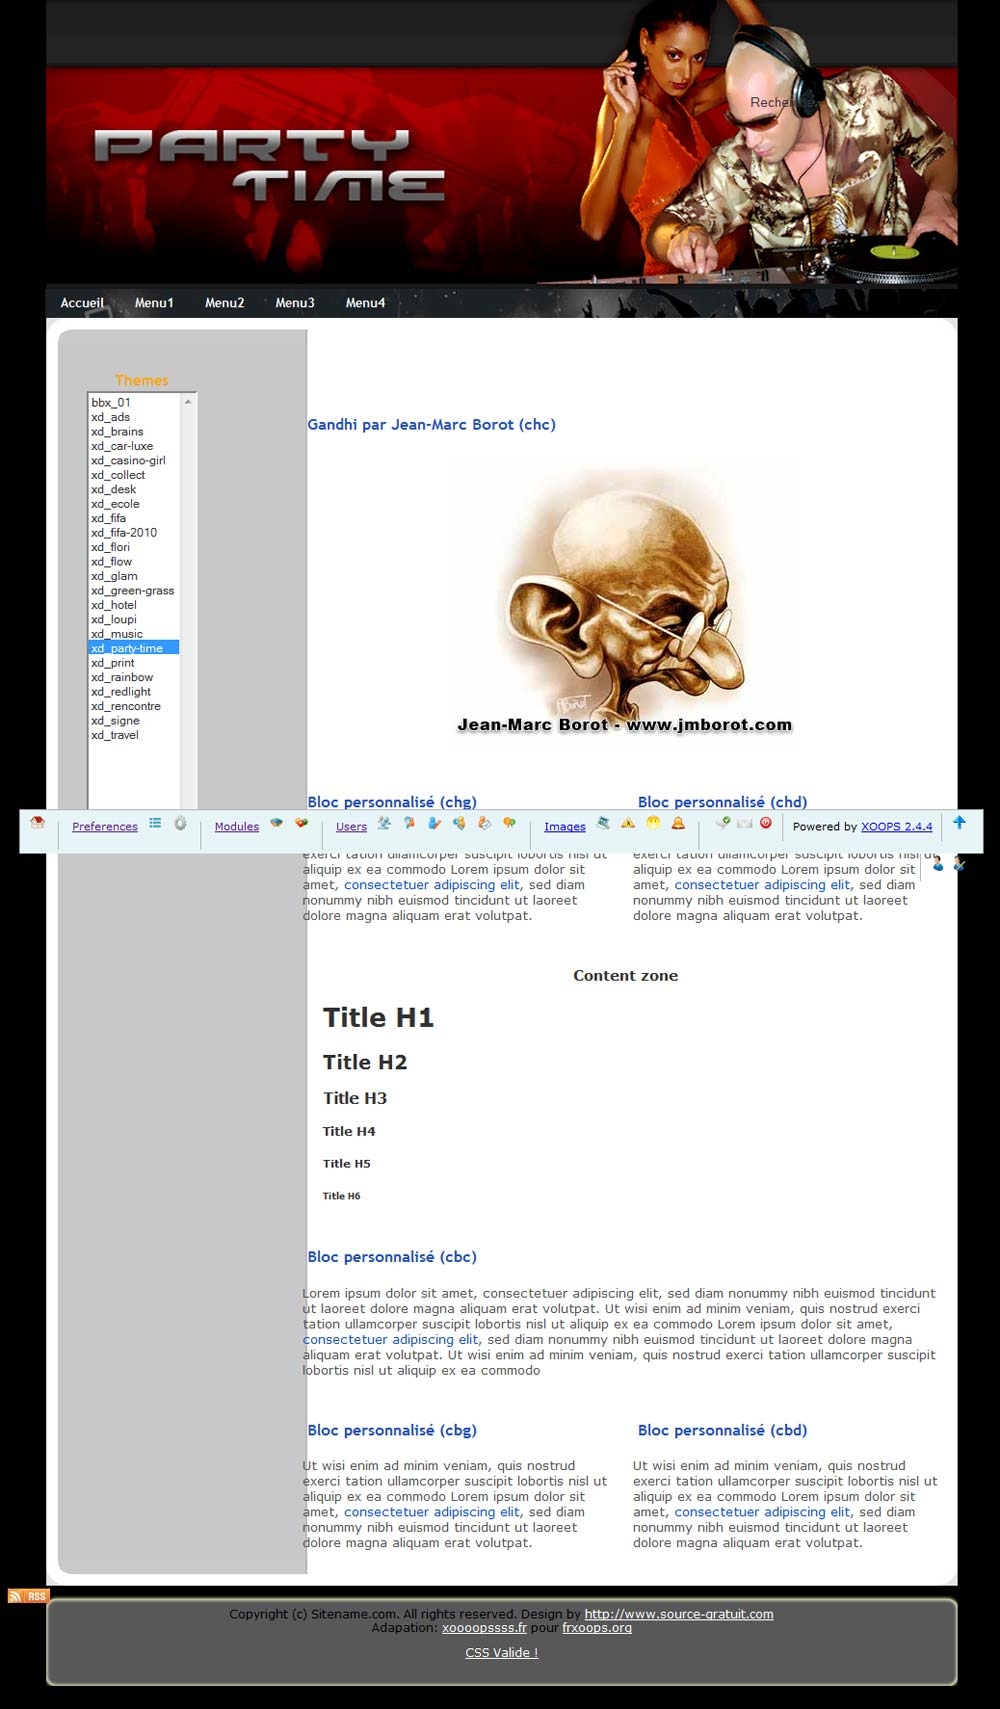 Recherche
PARTY
TIME
Accueil Menu1 Menu2 Menu3 Menu4
Themes
bbx_01
xd_ads
xd_brains
xd_car-luxe
xd_casino-girl
xd_collect
xd_desk
xd_ecole
xd_fifa
xd_fifa-2010
xd_flori
xd_flow
xd_glam
xd_green-grass
xd_hotel
xd_loupi
xd_music
xd_party-time
xd_print
xd_rainbow
xd_redlight
xd_rencontre
xd_signe
xd_travel
Gandhi par Jean-Marc Borot (chc)
Jean-Marc Borot - www.jmborot.com
Bloc personnalisé (chg)
Bloc personnalisé (chd)
Preferences Modules Users Images Powered by XOOPS 2.4.4
exerci tation ullamcorper suscipit lobortis nisl ut
aliquip ex ea commodo Lorem ipsum dolor sit
amet, consectetuer adipiscing elit, sed diam
nonummy nibh euismod tincidunt ut laoreet
dolore magna aliquam erat volutpat.
exerci tation ullamcorper suscipit lobortis nisl ut
aliquip ex ea commodo Lorem ipsum dolor sit
amet, consectetuer adipiscing elit, sed diam
nonummy nibh euismod tincidunt ut laoreet
dolore magna aliquam erat volutpat.
Content zone
Title H1
Title H2
Title H3
Title H4
Title H5
Title H6
Bloc personnalisé (cbc)
Lorem ipsum dolor sit amet, consectetuer adipiscing elit, sed diam nonummy nibh euismod tincidunt
ut laoreet dolore magna aliquam erat volutpat. Ut wisi enim ad minim veniam, quis nostrud exerci
tation ullamcorper suscipit lobortis nisl ut aliquip ex ea commodo Lorem ipsum dolor sit amet,
consectetuer adipiscing elit, sed diam nonummy nibh euismod tincidunt ut laoreet dolore magna
aliquam erat volutpat. Ut wisi enim ad minim veniam, quis nostrud exerci tation ullamcorper suscipit
lobortis nisl ut aliquip ex ea commodo
Bloc personnalisé (cbg)
Ut wisi enim ad minim veniam, quis nostrud
exerci tation ullamcorper suscipit lobortis nisl ut
aliquip ex ea commodo Lorem ipsum dolor sit
amet, consectetuer adipiscing elit, sed diam
nonummy nibh euismod tincidunt ut laoreet
dolore magna aliquam erat volutpat.
Bloc personnalisé (cbd)
Ut wisi enim ad minim veniam, quis nostrud
exerci tation ullamcorper suscipit lobortis nisl ut
aliquip ex ea commodo Lorem ipsum dolor sit
amet, consectetuer adipiscing elit, sed diam
nonummy nibh euismod tincidunt ut laoreet
dolore magna aliquam erat volutpat.
RSS
Copyright (c) Sitename.com. All rights reserved. Design by http://www.source-gratuit.com
Adapation: xoooopssss.fr pour frxoops.org
CSS Valide !